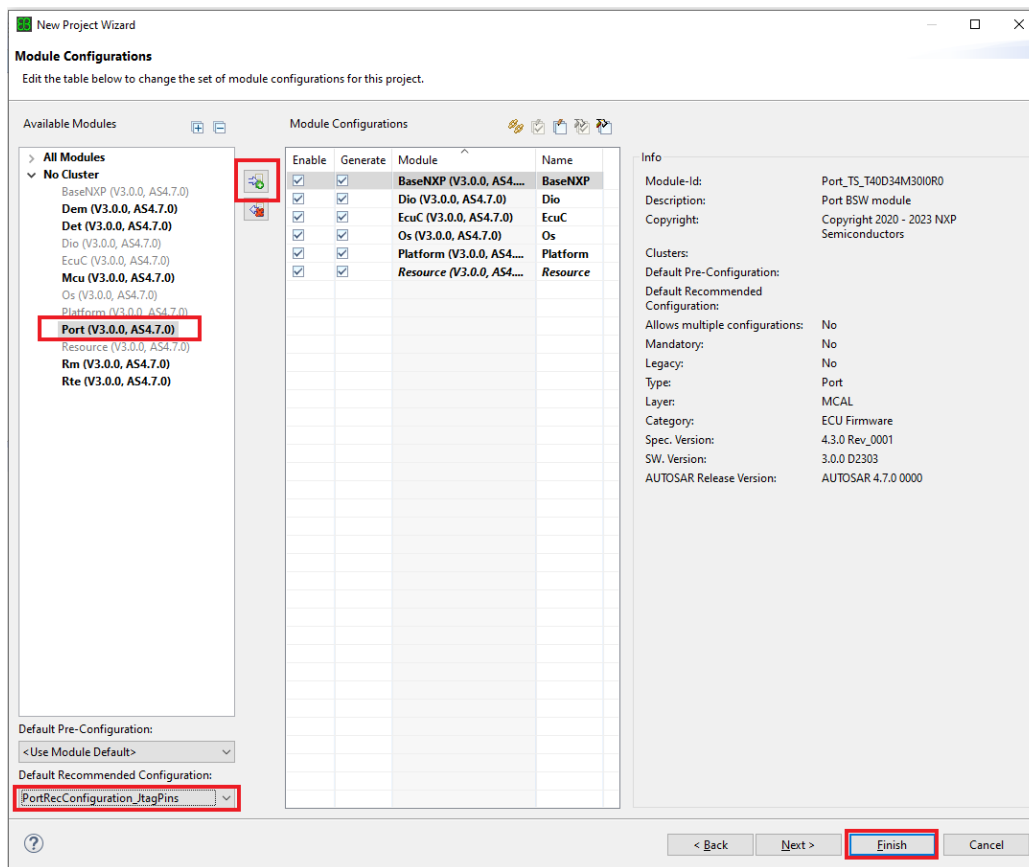 New Project Wizard
Module Configurations
Edit the table below to change the set of module configurations for this project.
Available Modules
All Modules
No Cluster
BaseNXP (V3.0.0, AS4.7.0)
Dem (V3.0.0, AS4.7.0)
Det (V3.0.0, AS4.7.0)
Dio (V3.0.0, AS4.7.0)
EcuC (V3.0.0, AS4.7.0)
Mcu (V3.0.0, AS4.7.0)
Os (V3.0.0, AS4.7.0)
Platform (V3.0.0, AS4.7.0)
Port (V3.0.0, AS4.7.0)
Resource (V3.0.0, AS4.7.0)
Rm (V3.0.0, AS4.7.0)
Rte (V3.0.0, AS4.7.0)
Default Pre-Configuration:
<Use Module Default>
Default Recommended Configuration:
PortRecConfiguration_JtagPins
Module Configurations
Enable Generate Module Name
BaseNXP (V3.0.0, AS4.... BaseNXP
Dio (V3.0.0, AS4.7.0) Dio
EcuC (V3.0.0, AS4.7.0) EcuC
Os (V3.0.0, AS4.7.0) Os
Platform (V3.0.0, AS4.... Platform
Resource (V3.0.0, AS4.... Resource
Info
Module-Id: Port_TS_T40D34M30I0R0
Description: Port BSW module
Copyright: Copyright 2020 - 2023 NXP
Semiconductors
Clusters:
Default Pre-Configuration:
Default Recommended
Configuration:
Allows multiple configurations: No
Mandatory: No
Legacy: No
Type: Port
Layer: MCAL
Category: ECU Firmware
Spec. Version: 4.3.0 Rev_0001
SW. Version: 3.0.0 D2303
AUTOSAR Release Version: AUTOSAR 4.7.0 0000
< Back Next > Finish Cancel